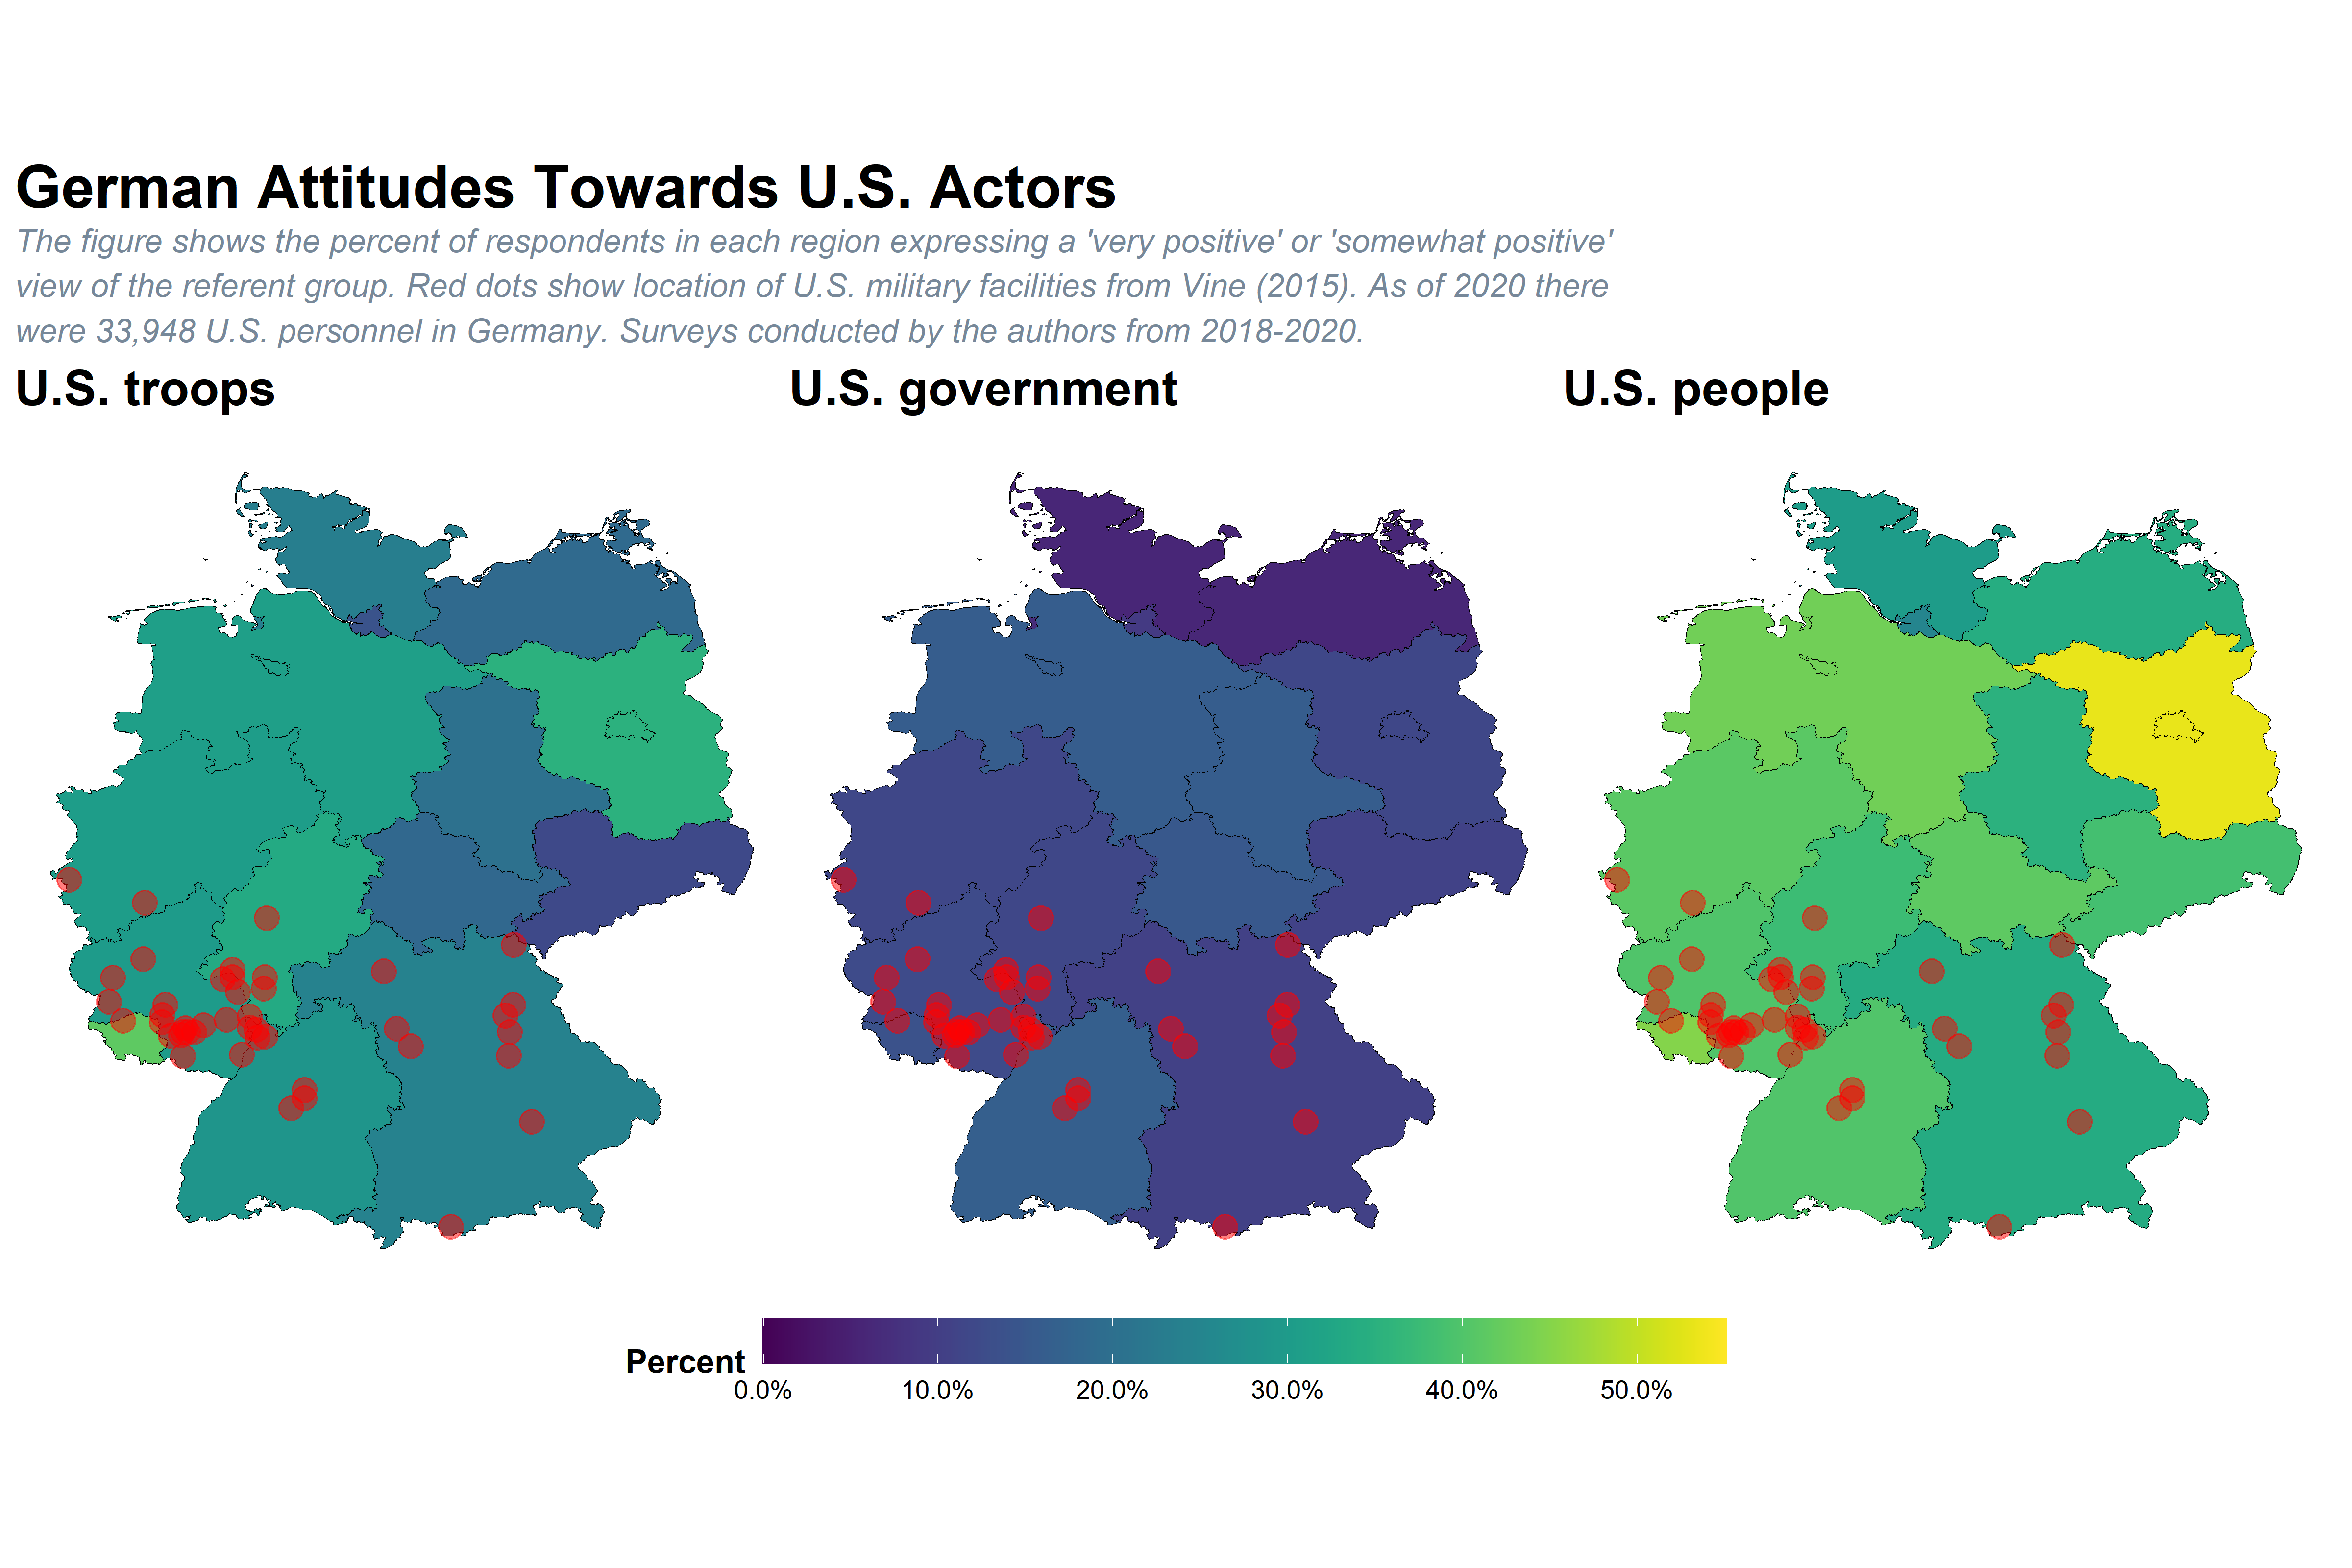 German Attitudes Towards U.S. Actors
The figure shows the percent of respondents in each region expressing a 'very positive' or 'somewhat positive'
view of the referent group. Red dots show location of U.S. military facilities from Vine (2015). As of 2020 there
were 33,948 U.S. personnel in Germany. Surveys conducted by the authors from 2018-2020.
U.S. troops
U.S. government
U.S. people
Percent
0.0% 10.0% 20.0% 30.0% 40.0% 50.0%